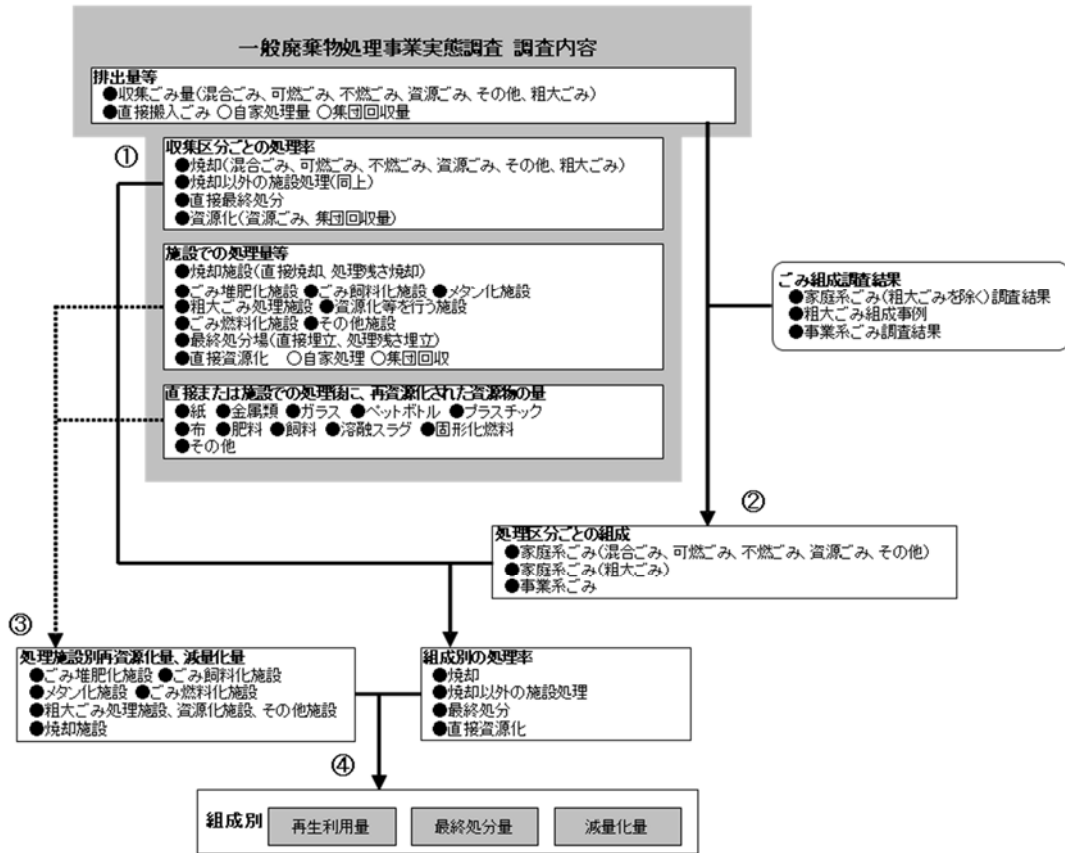 一般廃棄物処理事業実態調査 調査内容
排出量等
●収集ごみ量(混合ごみ、可燃ごみ、不燃ごみ、資源ごみ、その他、粗大ごみ)
●直接搬入ごみ ○自家処理量 ○集団回収量
①
収集区分ごとの処理率
●焼却(混合ごみ、可燃ごみ、不燃ごみ、資源ごみ、その他、粗大ごみ)
●焼却以外の施設処理(同上)
●直接最終処分
●資源化(資源ごみ、集団回収量)
施設での処理量等
●焼却施設(直接焼却、処理残さ焼却)
●ごみ堆肥化施設 ●ごみ飼料化施設 ●メタン化施設
●粗大ごみ処理施設 ●資源化等を行う施設
●ごみ燃料化施設 ●その他施設
●最終処分場(直接埋立、処理残さ埋立)
●直接資源化 ○自家処理 ○集団回収
ごみ組成調査結果
●家庭系ごみ(粗大ごみを除く)調査結果
●粗大ごみ組成事例
●事業系ごみ調査結果
直接または施設での処理後に、再資源化された資源物の量
●紙 ●金属類 ●ガラス ●ペットボトル ●プラスチック
●布 ●肥料 ●飼料 ●溶融スラグ ●固形化燃料
●その他
②
処理区分ごとの組成
●家庭系ごみ(混合ごみ、可燃ごみ、不燃ごみ、資源ごみ、その他)
●家庭系ごみ(粗大ごみ)
●事業系ごみ
③
処理施設別再資源化量、減量化量
●ごみ堆肥化施設 ●ごみ飼料化施設
●メタン化施設 ●ごみ燃料化施設
●粗大ごみ処理施設、資源化施設、その他施設
●焼却施設
組成別の処理率
●焼却
●焼却以外の施設処理
●最終処分
●直接資源化
④
組成別 再生利用量 最終処分量 減量化量